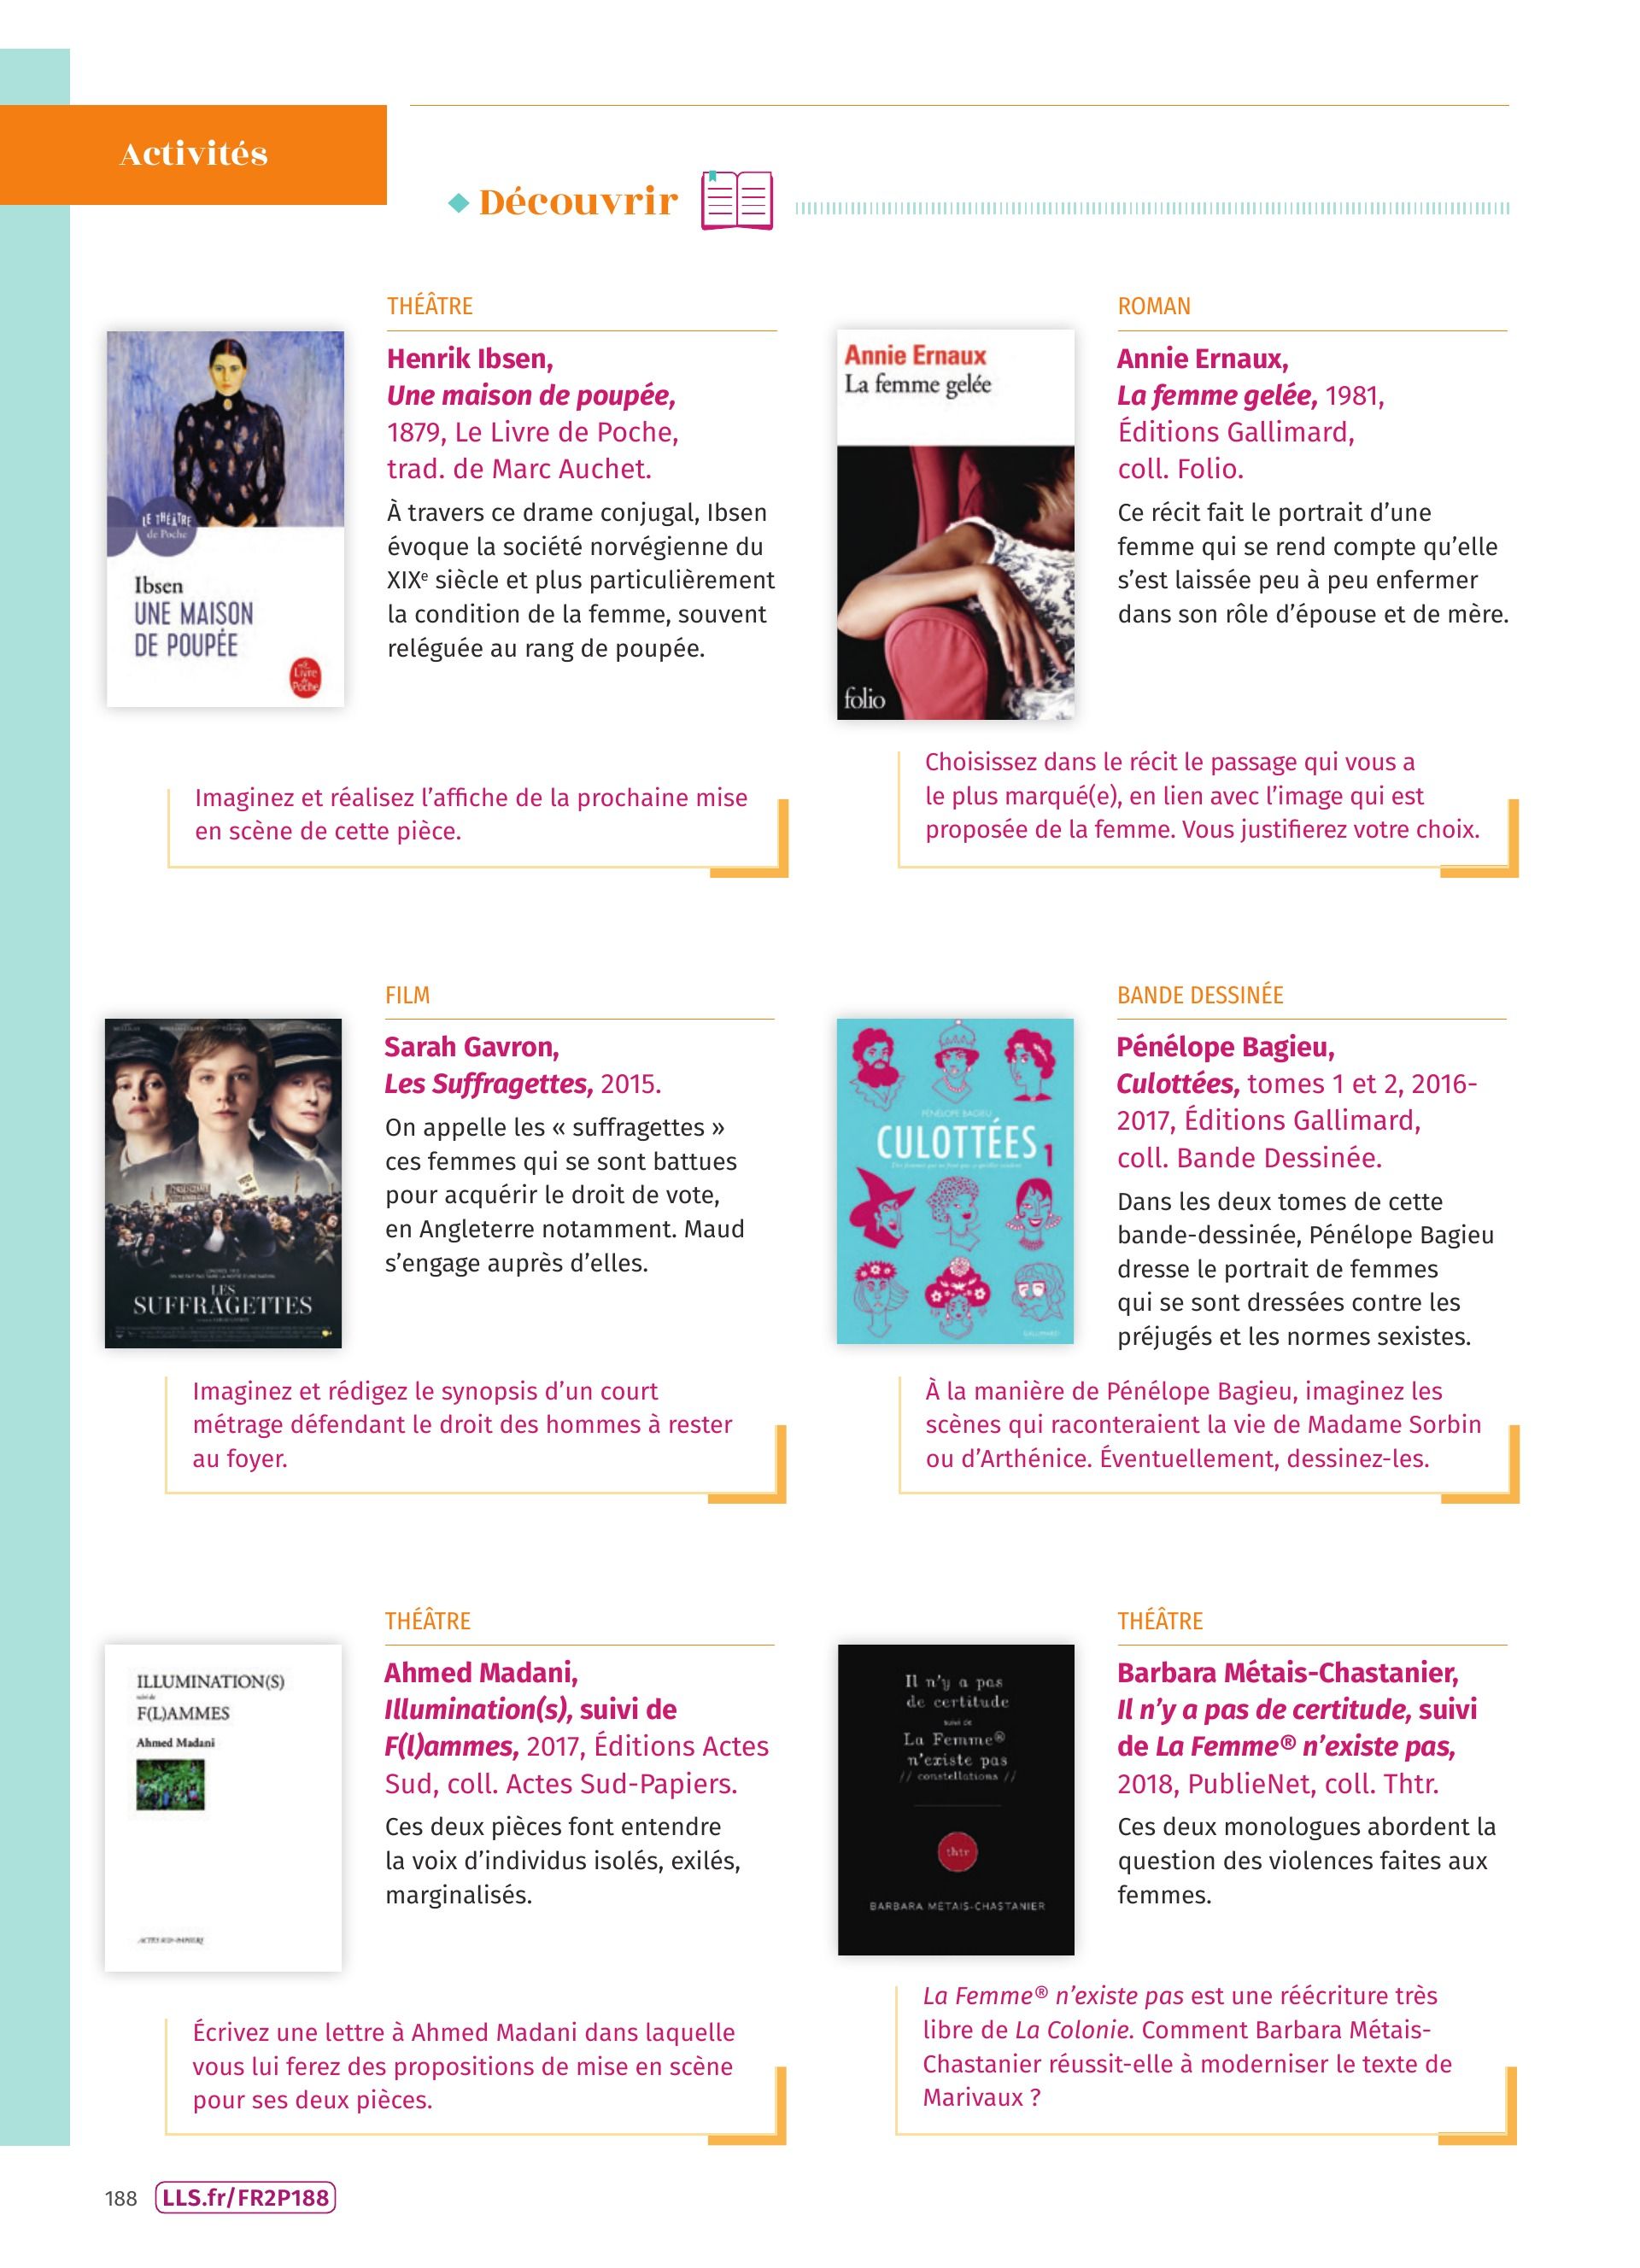 Activités
Découvrir
THÉÂTRE
Henrik Ibsen,
Une maison de poupée,
1879, Le Livre de Poche,
trad. de Marc Auchet.
À travers ce drame conjugal, Ibsen
évoque la société norvégienne du
XIXe siècle et plus particulièrement
la condition de la femme, souvent
reléguée au rang de poupée.
LE THÉÂTRE
de Poche
Ibsen
UNE MAISON
DE POUPÉE
Le
Livre
de
Poche
Imaginez et réalisez l’affiche de la prochaine mise
en scène de cette pièce.
ROMAN
Annie Ernaux,
La femme gelée, 1981,
Éditions Gallimard,
coll. Folio.
Ce récit fait le portrait d’une
femme qui se rend compte qu’elle
s’est laissée peu à peu enfermer
dans son rôle d’épouse et de mère.
Annie Ernaux
La femme gelée
folio
Choisissez dans le récit le passage qui vous a
le plus marqué(e), en lien avec l’image qui est
proposée de la femme. Vous justifierez votre choix.
FILM
Sarah Gavron,
Les Suffragettes, 2015.
On appelle les « suffragettes »
ces femmes qui se sont battues
pour acquérir le droit de vote,
en Angleterre notamment. Maud
s’engage auprès d’elles.
LES
SUFFRAGETTES
Imaginez et rédigez le synopsis d’un court
métrage défendant le droit des hommes à rester
au foyer.
BANDE DESSINÉE
Pénélope Bagieu,
Culottées, tomes 1 et 2, 2016-
2017, Éditions Gallimard,
coll. Bande Dessinée.
Dans les deux tomes de cette
bande-dessinée, Pénélope Bagieu
dresse le portrait de femmes
qui se sont dressées contre les
préjugés et les normes sexistes.
PÉNÉLOPE BAGIEU
CULOTTÉES 1
GALLIMARD
À la manière de Pénélope Bagieu, imaginez les
scènes qui raconteraient la vie de Madame Sorbin
ou d’Arthénice. Éventuellement, dessinez-les.
THÉÂTRE
Ahmed Madani,
Illumination(s), suivi de
F(l)ammes, 2017, Éditions Actes
Sud, coll. Actes Sud-Papiers.
Ces deux pièces font entendre
la voix d’individus isolés, exilés,
marginalisés.
ILLUMINATION(S)
suivi de
F(L)AMMES
Ahmed Madani
ACTES SUD-PAPIERS
Écrivez une lettre à Ahmed Madani dans laquelle
vous lui ferez des propositions de mise en scène
pour ses deux pièces.
THÉÂTRE
Barbara Métais-Chastanier,
Il n’y a pas de certitude, suivi
de La Femme® n’existe pas,
2018, PublieNet, coll. Thtr.
Ces deux monologues abordent la
question des violences faites aux
femmes.
Il n’y a pas
de certitude
suivi de
La Femme®
n’existe pas
// constellations //
thtr
BARBARA METAIS-CHASTANIER
La Femme® n’existe pas est une réécriture très
libre de La Colonie. Comment Barbara Métais-
Chastanier réussit-elle à moderniser le texte de
Marivaux ?
188 LLS.fr/FR2P188